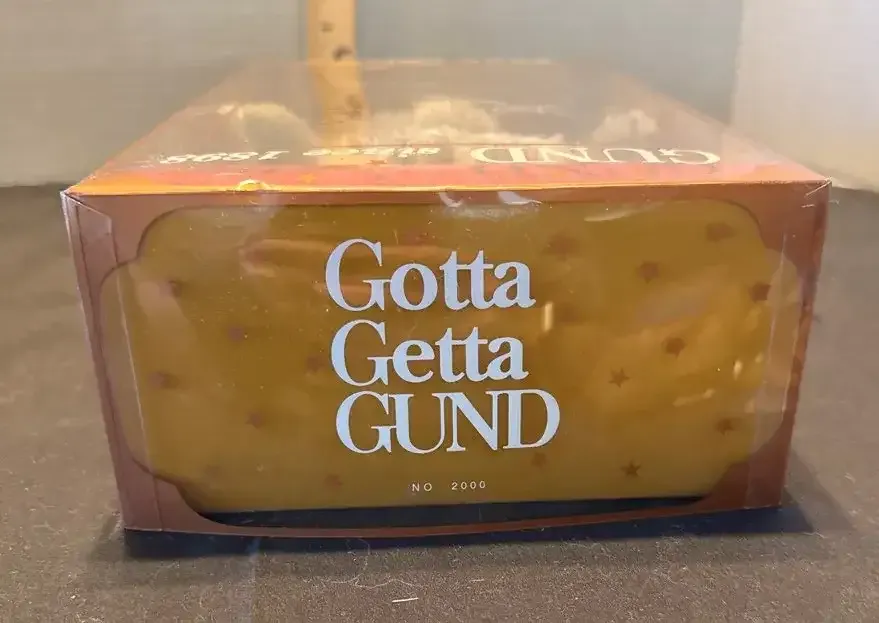 GUND since 1898
Gotta
Getta
GUND
NO 2000